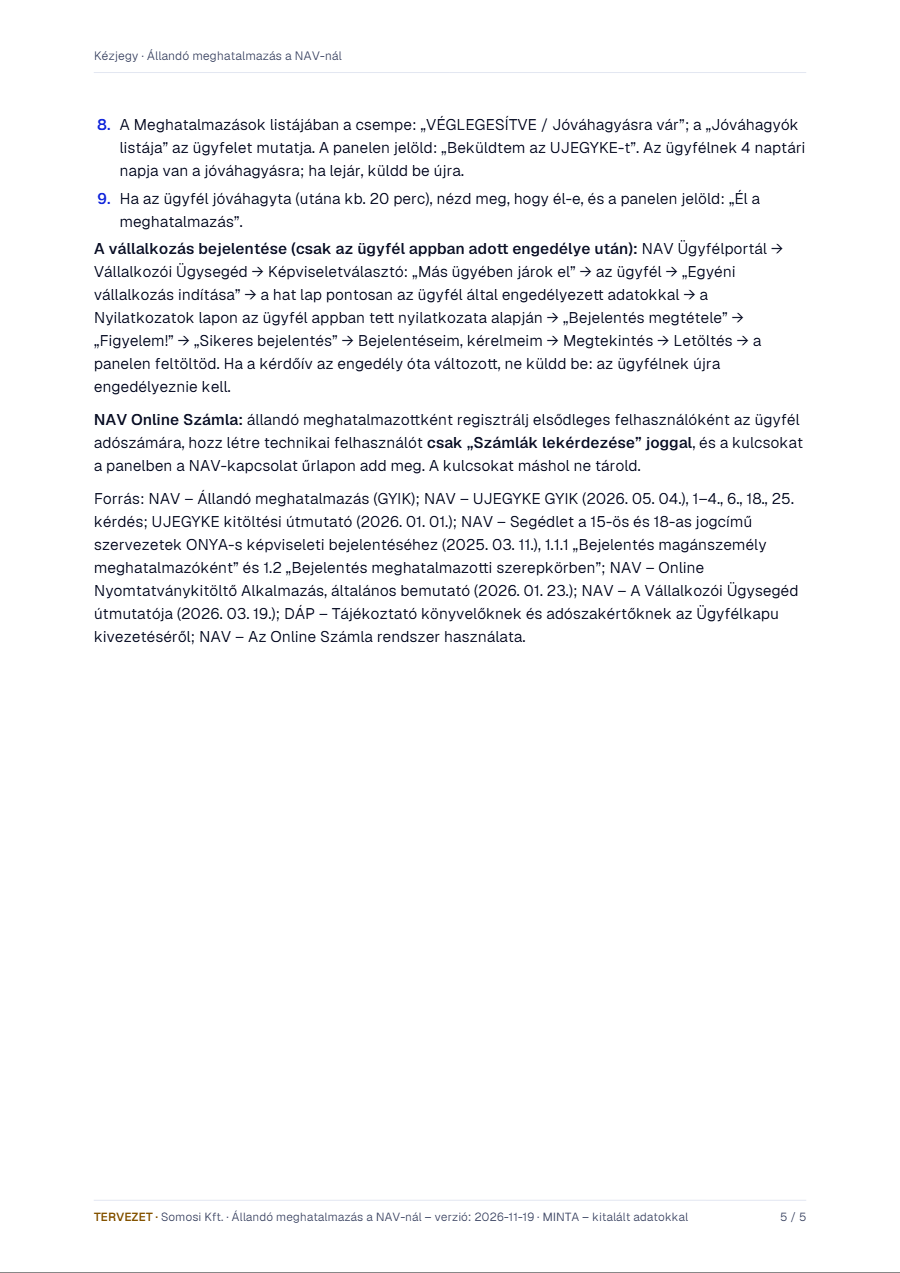 Kézjegy · Állandó meghatalmazás a NAV-nál
8. A Meghatalmazások listájában a csempe: „VÉGLEGESÍTVE / Jóváhagyásra vár”; a „Jóváhagyók
listája” az ügyfelet mutatja. A panelen jelöld: „Beküldtem az UJEGYKE-t”. Az ügyfélnek 4 naptári
napja van a jóváhagyásra; ha lejár, küldd be újra.
9. Ha az ügyfél jóváhagyta (utána kb. 20 perc), nézd meg, hogy él-e, és a panelen jelöld: „Él a
meghatalmazás”.
A vállalkozás bejelentése (csak az ügyfél appban adott engedélye után): NAV Ügyfélportál →
Vállalkozói Ügysegéd → Képviseletválasztó: „Más ügyében járok el” → az ügyfél → „Egyéni
vállalkozás indítása” → a hat lap pontosan az ügyfél által engedélyezett adatokkal → a
Nyilatkozatok lapon az ügyfél appban tett nyilatkozata alapján → „Bejelentés megtétele” →
„Figyelem!” → „Sikeres bejelentés” → Bejelentéseim, kérelmeim → Megtekintés → Letöltés → a
panelen feltöltöd. Ha a kérdőív az engedély óta változott, ne küldd be: az ügyfélnek újra
engedélyeznie kell.
NAV Online Számla: állandó meghatalmazottként regisztrálj elsődleges felhasználóként az ügyfél
adószámára, hozz létre technikai felhasználót csak „Számlák lekérdezése” joggal, és a kulcsokat
a panelben a NAV-kapcsolat űrlapon add meg. A kulcsokat máshol ne tárold.
Forrás: NAV – Állandó meghatalmazás (GYIK); NAV – UJEGYKE GYIK (2026. 05. 04.), 1–4., 6., 18., 25.
kérdés; UJEGYKE kitöltési útmutató (2026. 01. 01.); NAV – Segédlet a 15-ös és 18-as jogcímű
szervezetek ONYA-s képviseleti bejelentéséhez (2025. 03. 11.), 1.1.1 „Bejelentés magánszemély
meghatalmazóként” és 1.2 „Bejelentés meghatalmazotti szerepkörben”; NAV – Online
Nyomtatványkitöltő Alkalmazás, általános bemutató (2026. 01. 23.); NAV – A Vállalkozói Ügysegéd
útmutatója (2026. 03. 19.); DÁP – Tájékoztató könyvelőknek és adószakértőknek az Ügyfélkapu
kivezetéséről; NAV – Az Online Számla rendszer használata.
TERVEZET · Somosi Kft. · Állandó meghatalmazás a NAV-nál – verzió: 2026-11-19 · MINTA – kitalált adatokkal 5 / 5